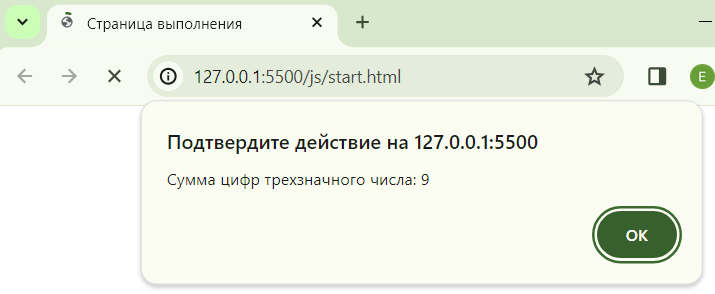 Страница выполнения
127.0.0.1:5500/js/start.html
E
Подтвердите действие на 127.0.0.1:5500
Сумма цифр трехзначного числа: 9
ОК